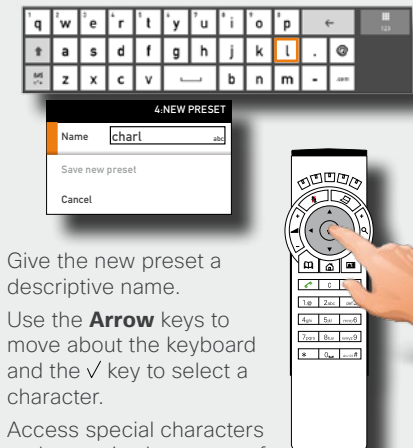 q w e r t y u i o p
a s d f g h j k l . @
z x c v b n m - .com
4:NEW PRESET
Name charl abc
Save new preset
Cancel
Give the new preset a
descriptive name.
Use the Arrow keys to
move about the keyboard
and the √ key to select a
character.
Access special characters